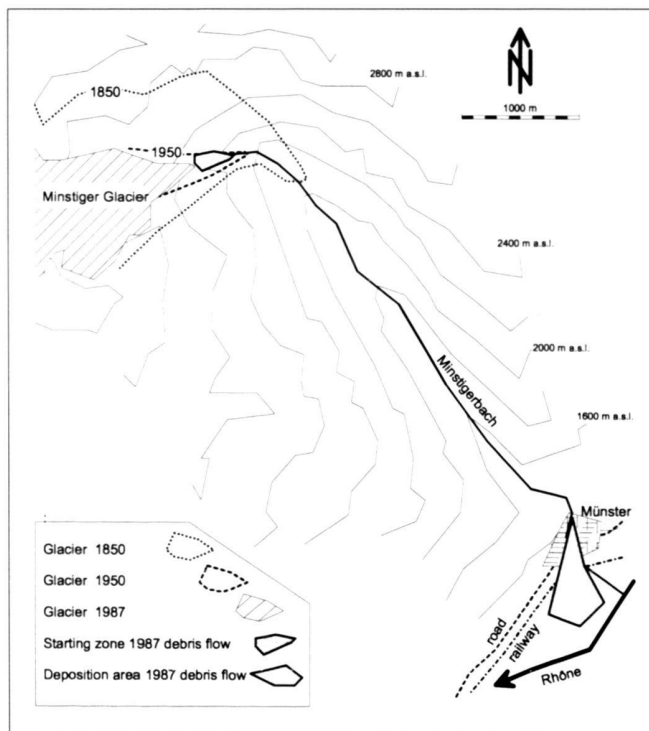 2800 m a.s.l.
N
1000 m
1850
1950
Minstiger Glacier
2400 m a.s.l.
2000 m a.s.l.
Minstigerbach
1600 m a.s.l.
Münster
road
railway
Rhône
Glacier 1850
Glacier 1950
Glacier 1987
Starting zone 1987 debris flow
Deposition area 1987 debris flow